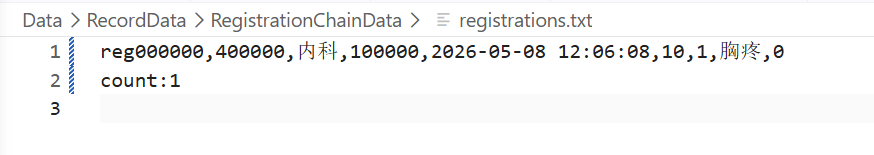 Data > RecordData > RegistrationChainData > registrations.txt
1 reg000000,400000,内科,100000,2026-05-08 12:06:08,10,1,胸疼,0
2 count:1
3